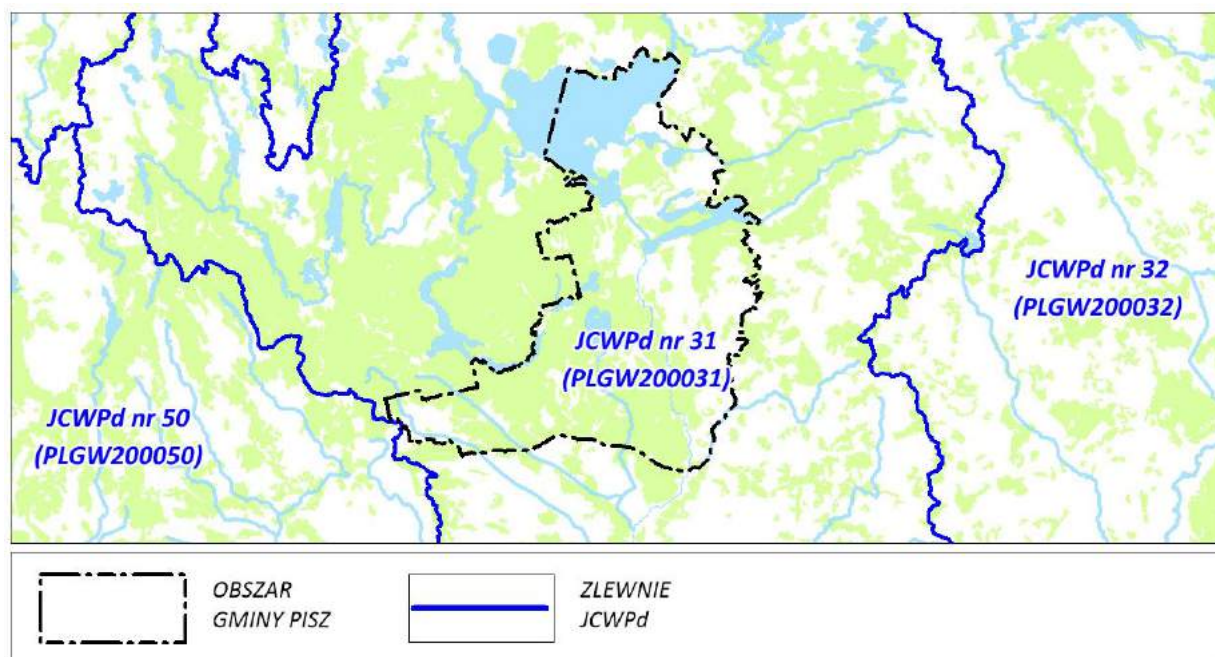 JCWPd nr 32
(PLGW200032)
JCWPd nr 31
(PLGW200031)
JCWPd nr 50
(PLGW200050)
OBSZAR
GMINY PISZ
ZLEWNIE
JCWPd